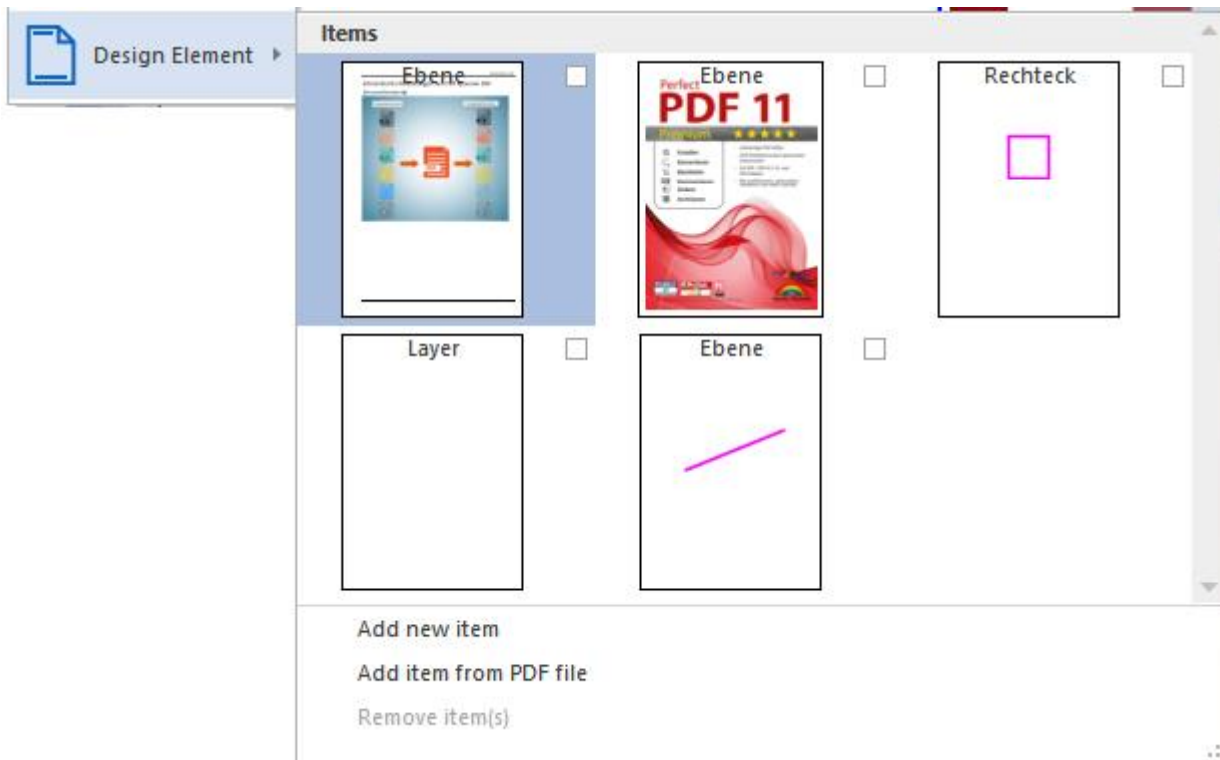 Design Element
Items
Ebene
Ebene
Perfect
PDF 11
Premium
Rechteck
Layer
Ebene
Add new item
Add item from PDF file
Remove item(s)